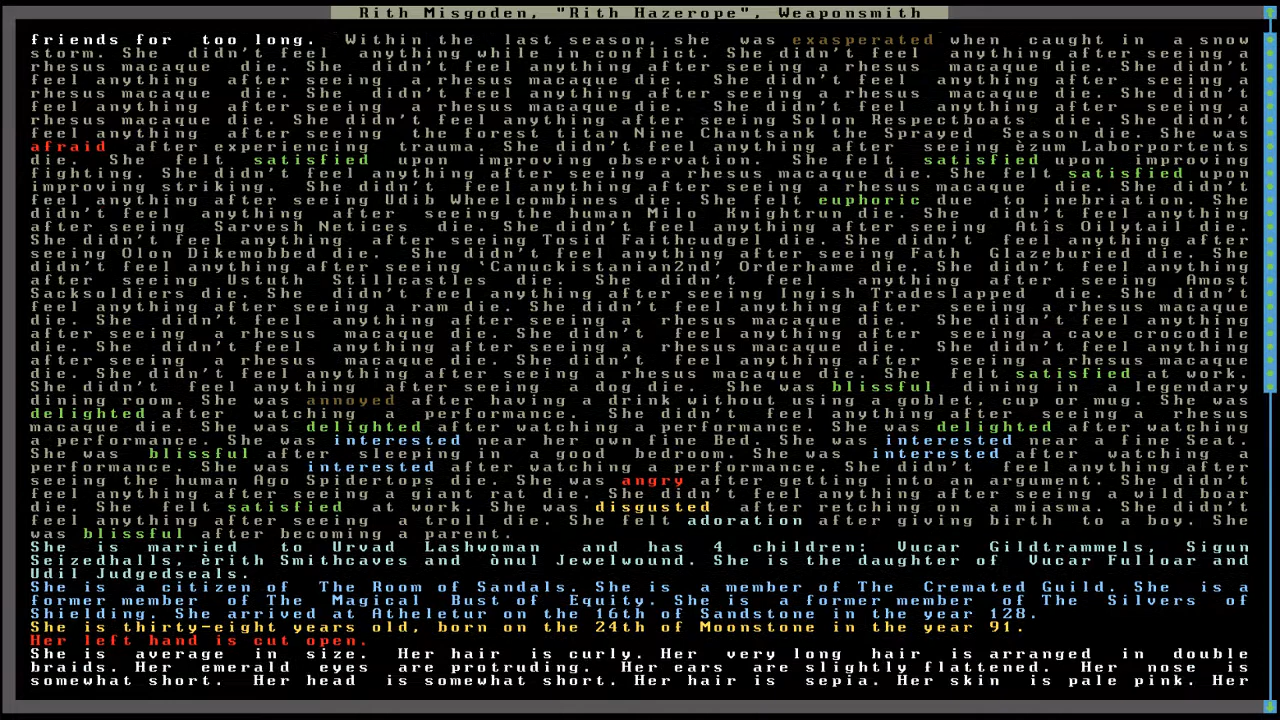 Rith Misgoden, "Rith Hazerope", Weaponsmith
friends for too long. Within the last season, she was exasperated when caught in a snow
storm. She didn't feel anything while in conflict. She didn't feel anything after seeing a
rhesus macaque die. She didn't feel anything after seeing a rhesus macaque die. She didn't
feel anything after seeing a rhesus macaque die. She didn't feel anything after seeing a
rhesus macaque die. She didn't feel anything after seeing a rhesus macaque die. She didn't
feel anything after seeing a rhesus macaque die. She didn't feel anything after seeing a
rhesus macaque die. She didn't feel anything after seeing Solon Respectboats die. She didn't
feel anything after seeing the forest titan Nine Chantsank the Sprayed Season die. She was
afraid after experiencing trauma. She didn't feel anything after seeing èzum Laborportents
die. She felt satisfied upon improving observation. She felt satisfied upon improving
fighting. She didn't feel anything after seeing a rhesus macaque die. She felt satisfied upon
improving striking. She didn't feel anything after seeing a rhesus macaque die. She didn't
feel anything after seeing Udib Wheelcombines die. She felt euphoric due to inebriation. She
didn't feel anything after seeing the human Milo Knightrun die. She didn't feel anything
after seeing Sarvesh Netices die. She didn't feel anything after seeing Atis Oilytail die.
She didn't feel anything after seeing Tosid Faithcudgel die. She didn't feel anything after
seeing Olon Dikemobbed die. She didn't feel anything after seeing Fath Glazeburied die. She
didn't feel anything after seeing `Canuckistanian2nd' Orderhame die. She didn't feel anything
after seeing Ustuth Stillcastles die. She didn't feel anything after seeing Amost
Sacksoldiers die. She didn't feel anything after seeing Ingish Tradeslapped die. She didn't
feel anything after seeing a ram die. She didn't feel anything after seeing a rhesus macaque
die. She didn't feel anything after seeing a rhesus macaque die. She didn't feel anything
after seeing a rhesus macaque die. She didn't feel anything after seeing a cave crocodile
die. She didn't feel anything after seeing a rhesus macaque die. She didn't feel anything
after seeing a rhesus macaque die. She didn't feel anything after seeing a rhesus macaque
die. She didn't feel anything after seeing a rhesus macaque die. She felt satisfied at work.
She didn't feel anything after seeing a dog die. She was blissful dining in a legendary
dining room. She was annoyed after having a drink without using a goblet, cup or mug. She was
delighted after watching a performance. She didn't feel anything after seeing a rhesus
macaque die. She was delighted after watching a performance. She was delighted after watching
a performance. She was interested near her own fine Bed. She was interested near a fine Seat.
She was blissful after sleeping in a good bedroom. She was interested after watching a
performance. She was interested after watching a performance. She didn't feel anything after
seeing the human Ago Spidertops die. She was angry after getting into an argument. She didn't
feel anything after seeing a giant rat die. She didn't feel anything after seeing a wild boar
die. She felt satisfied at work. She was disgusted after retching on a miasma. She didn't
feel anything after seeing a troll die. She felt adoration after giving birth to a boy. She
was blissful after becoming a parent.
She is married to Urvad Lashwoman and has 4 children: Vucar Gildtrammels, Sigun
Seizedhalls, èrith Smithcaves and ònul Jewelwound. She is the daughter of Vucar Fulloar and
Udil Judgedseals.
She is a citizen of The Room of Sandals. She is a member of The Cremated Guild. She is a
former member of The Magical Bust of Equity. She is a former member of The Silvers of
Shielding. She arrived at Atheletur on the 16th of Sandstone in the year 128.
She is thirty-eight years old, born on the 24th of Moonstone in the year 91.
Her left hand is cut open.
She is average in size. Her hair is curly. Her very long hair is arranged in double
braids. Her emerald eyes are protruding. Her ears are slightly flattened. Her nose is
somewhat short. Her head is somewhat short. Her hair is sepia. Her skin is pale pink. Her